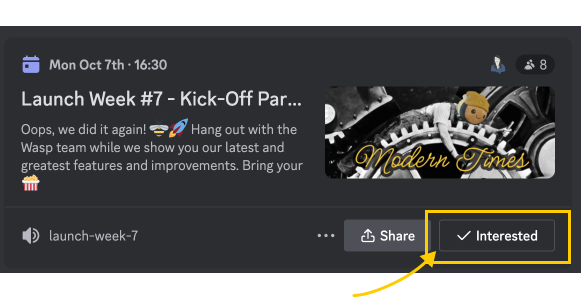 Mon Oct 7th · 16:30
8
Launch Week #7 - Kick-Off Par...
Oops, we did it again! 🐝🚀 Hang out with the
Wasp team while we show you our latest and
greatest features and improvements. Bring your
🍿
Modern Times
launch-week-7
Share
Interested